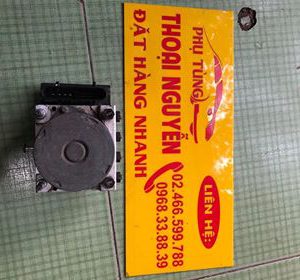 PHỤ TÙNG
THOẠI NGUYỄN
ĐẶT HÀNG NHANH
LIÊN HỆ:
02.466.599.788
0968.33.88.39